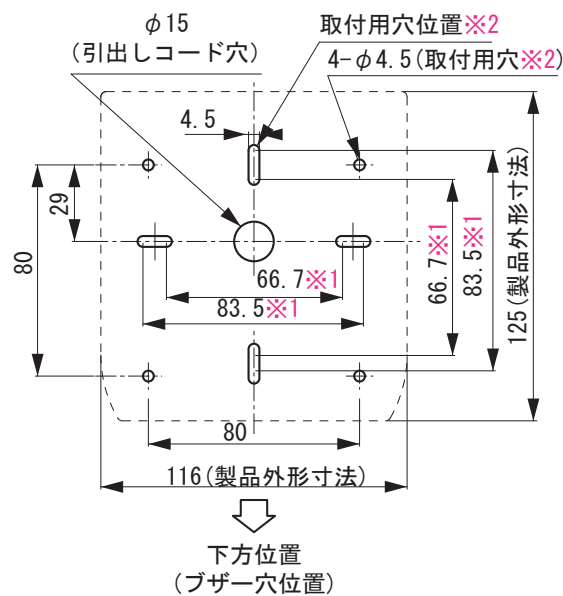 φ15
(引出しコード穴)
取付用穴位置※2
4-φ4.5(取付用穴※2)
4.5
29
80
66.7※1
83.5※1
66.7※1
83.5※1
125(製品外形寸法)
80
116(製品外形寸法)
下方位置
(ブザー穴位置)